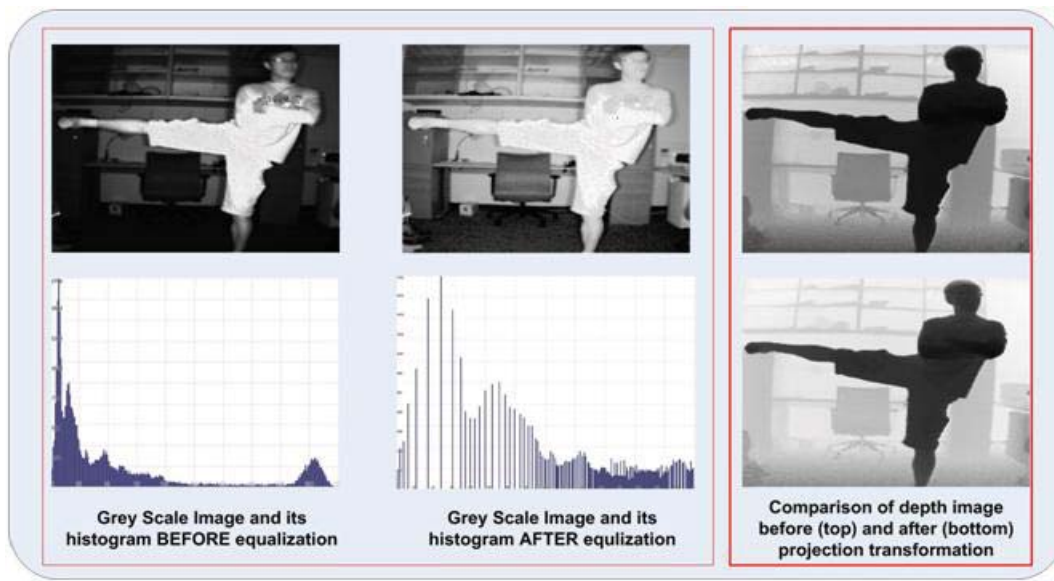 Grey Scale Image and its
histogram BEFORE equalization
Grey Scale Image and its
histogram AFTER equlization
Comparison of depth image
before (top) and after (bottom)
projection transformation